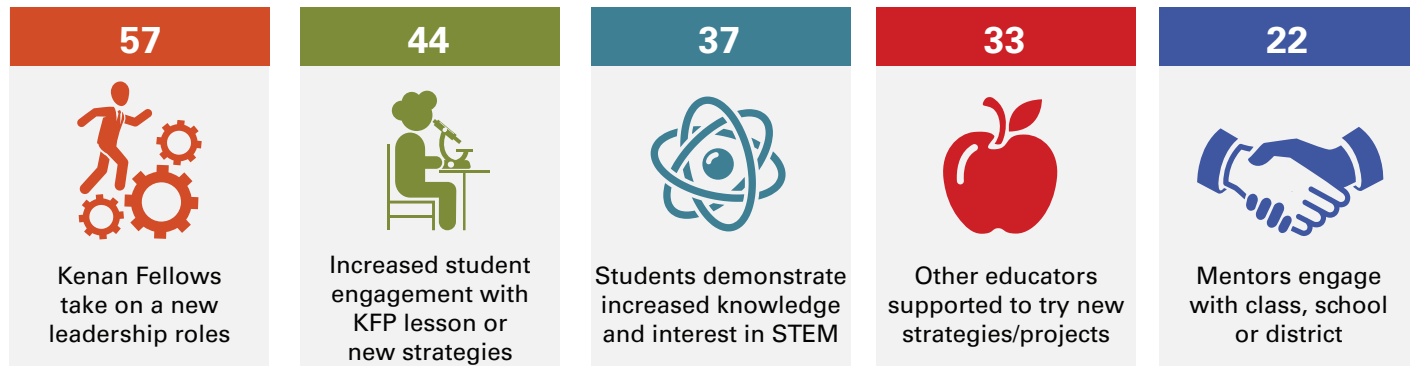 57
Kenan Fellows
take on a new
leadership roles
44
Increased student
engagement with
KFP lesson or
new strategies
37
Students demonstrate
increased knowledge
and interest in STEM
33
Other educators
supported to try new
strategies/projects
22
Mentors engage
with class, school
or district